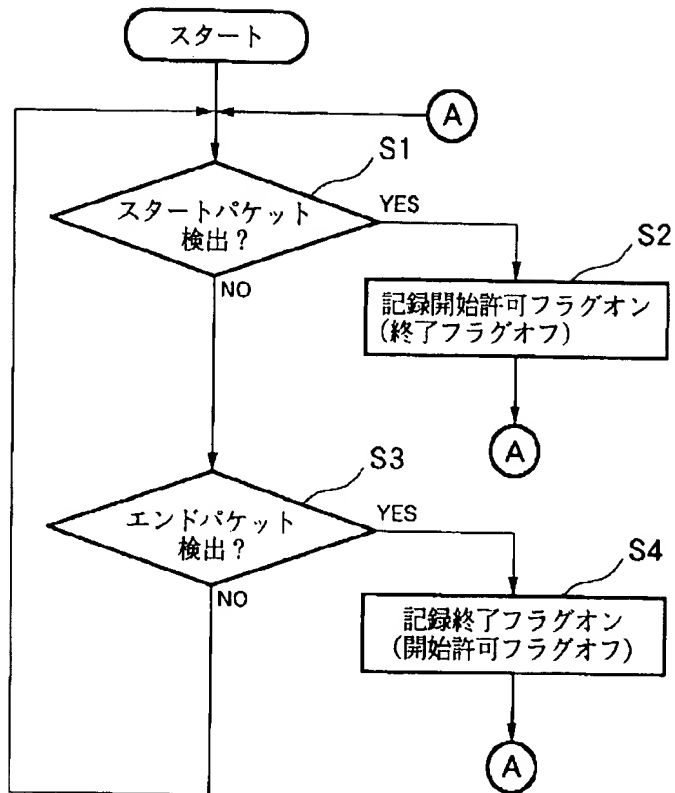 スタート
A
S1
スタートパケット
検出?
YES
NO
S2
記録開始許可フラグオン
(終了フラグオフ)
A
S3
エンドパケット
検出?
YES
NO
S4
記録終了フラグオン
(開始許可フラグオフ)
A